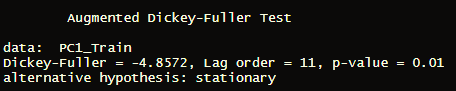 Augmented Dickey-Fuller Test
data:  PC1_Train
Dickey-Fuller = -4.8572, Lag order = 11, p-value = 0.01
alternative hypothesis: stationary